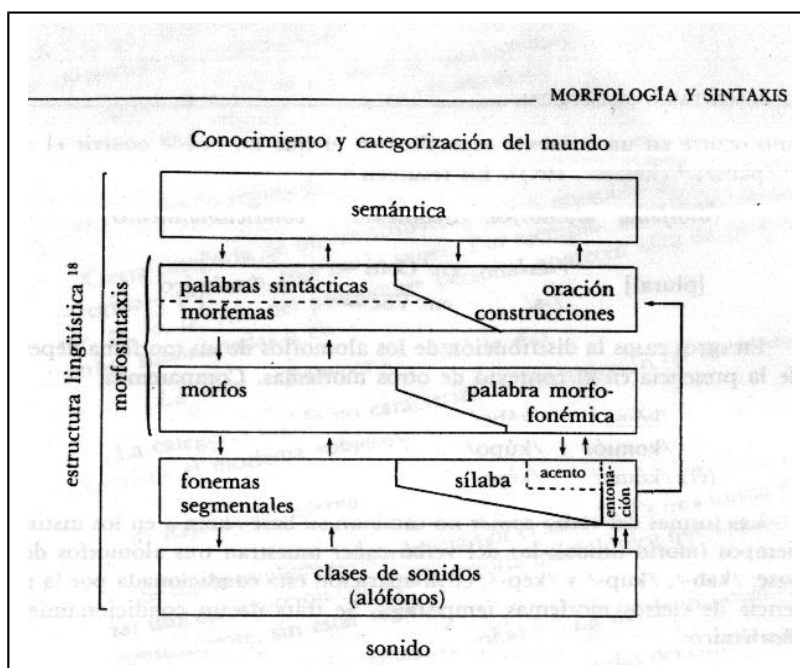 MORFOLOGÍA Y SINTAXIS
Conocimiento y categorización del mundo
estructura lingüística 18
morfosintaxis
semántica
palabras sintácticas
morfemas
oración
construcciones
morfos
palabra morfo-
fonémica
fonemas
segmentales
sílaba
acento
entona-
ción
clases de sonidos
(alófonos)
sonido